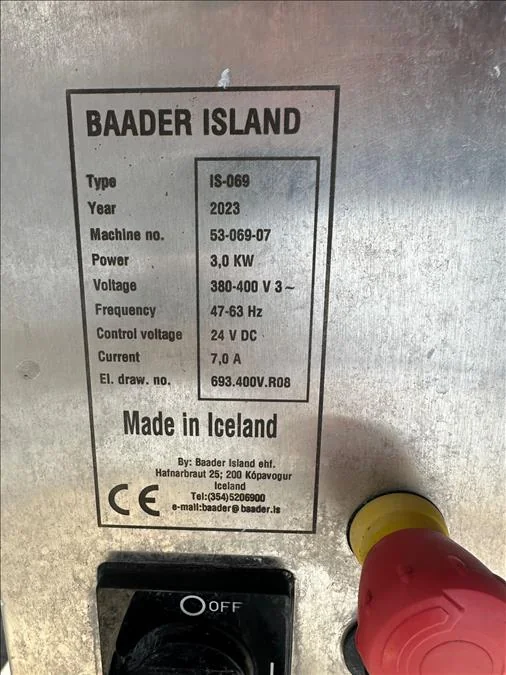 BAADER ISLAND
Type IS-069
Year 2023
Machine no. 53-069-07
Power 3,0 KW
Voltage 380-400 V 3~
Frequency 47-63 Hz
Control voltage 24 V DC
Current 7,0 A
El. draw. no. 693.400V.R08
Made in Iceland
By: Baader Island ehf.
Hafnarbraut 25; 200 Kópavogur
Iceland
Tel:(354)5206900
e-mail:baader@baader.is
CE
O OFF
I